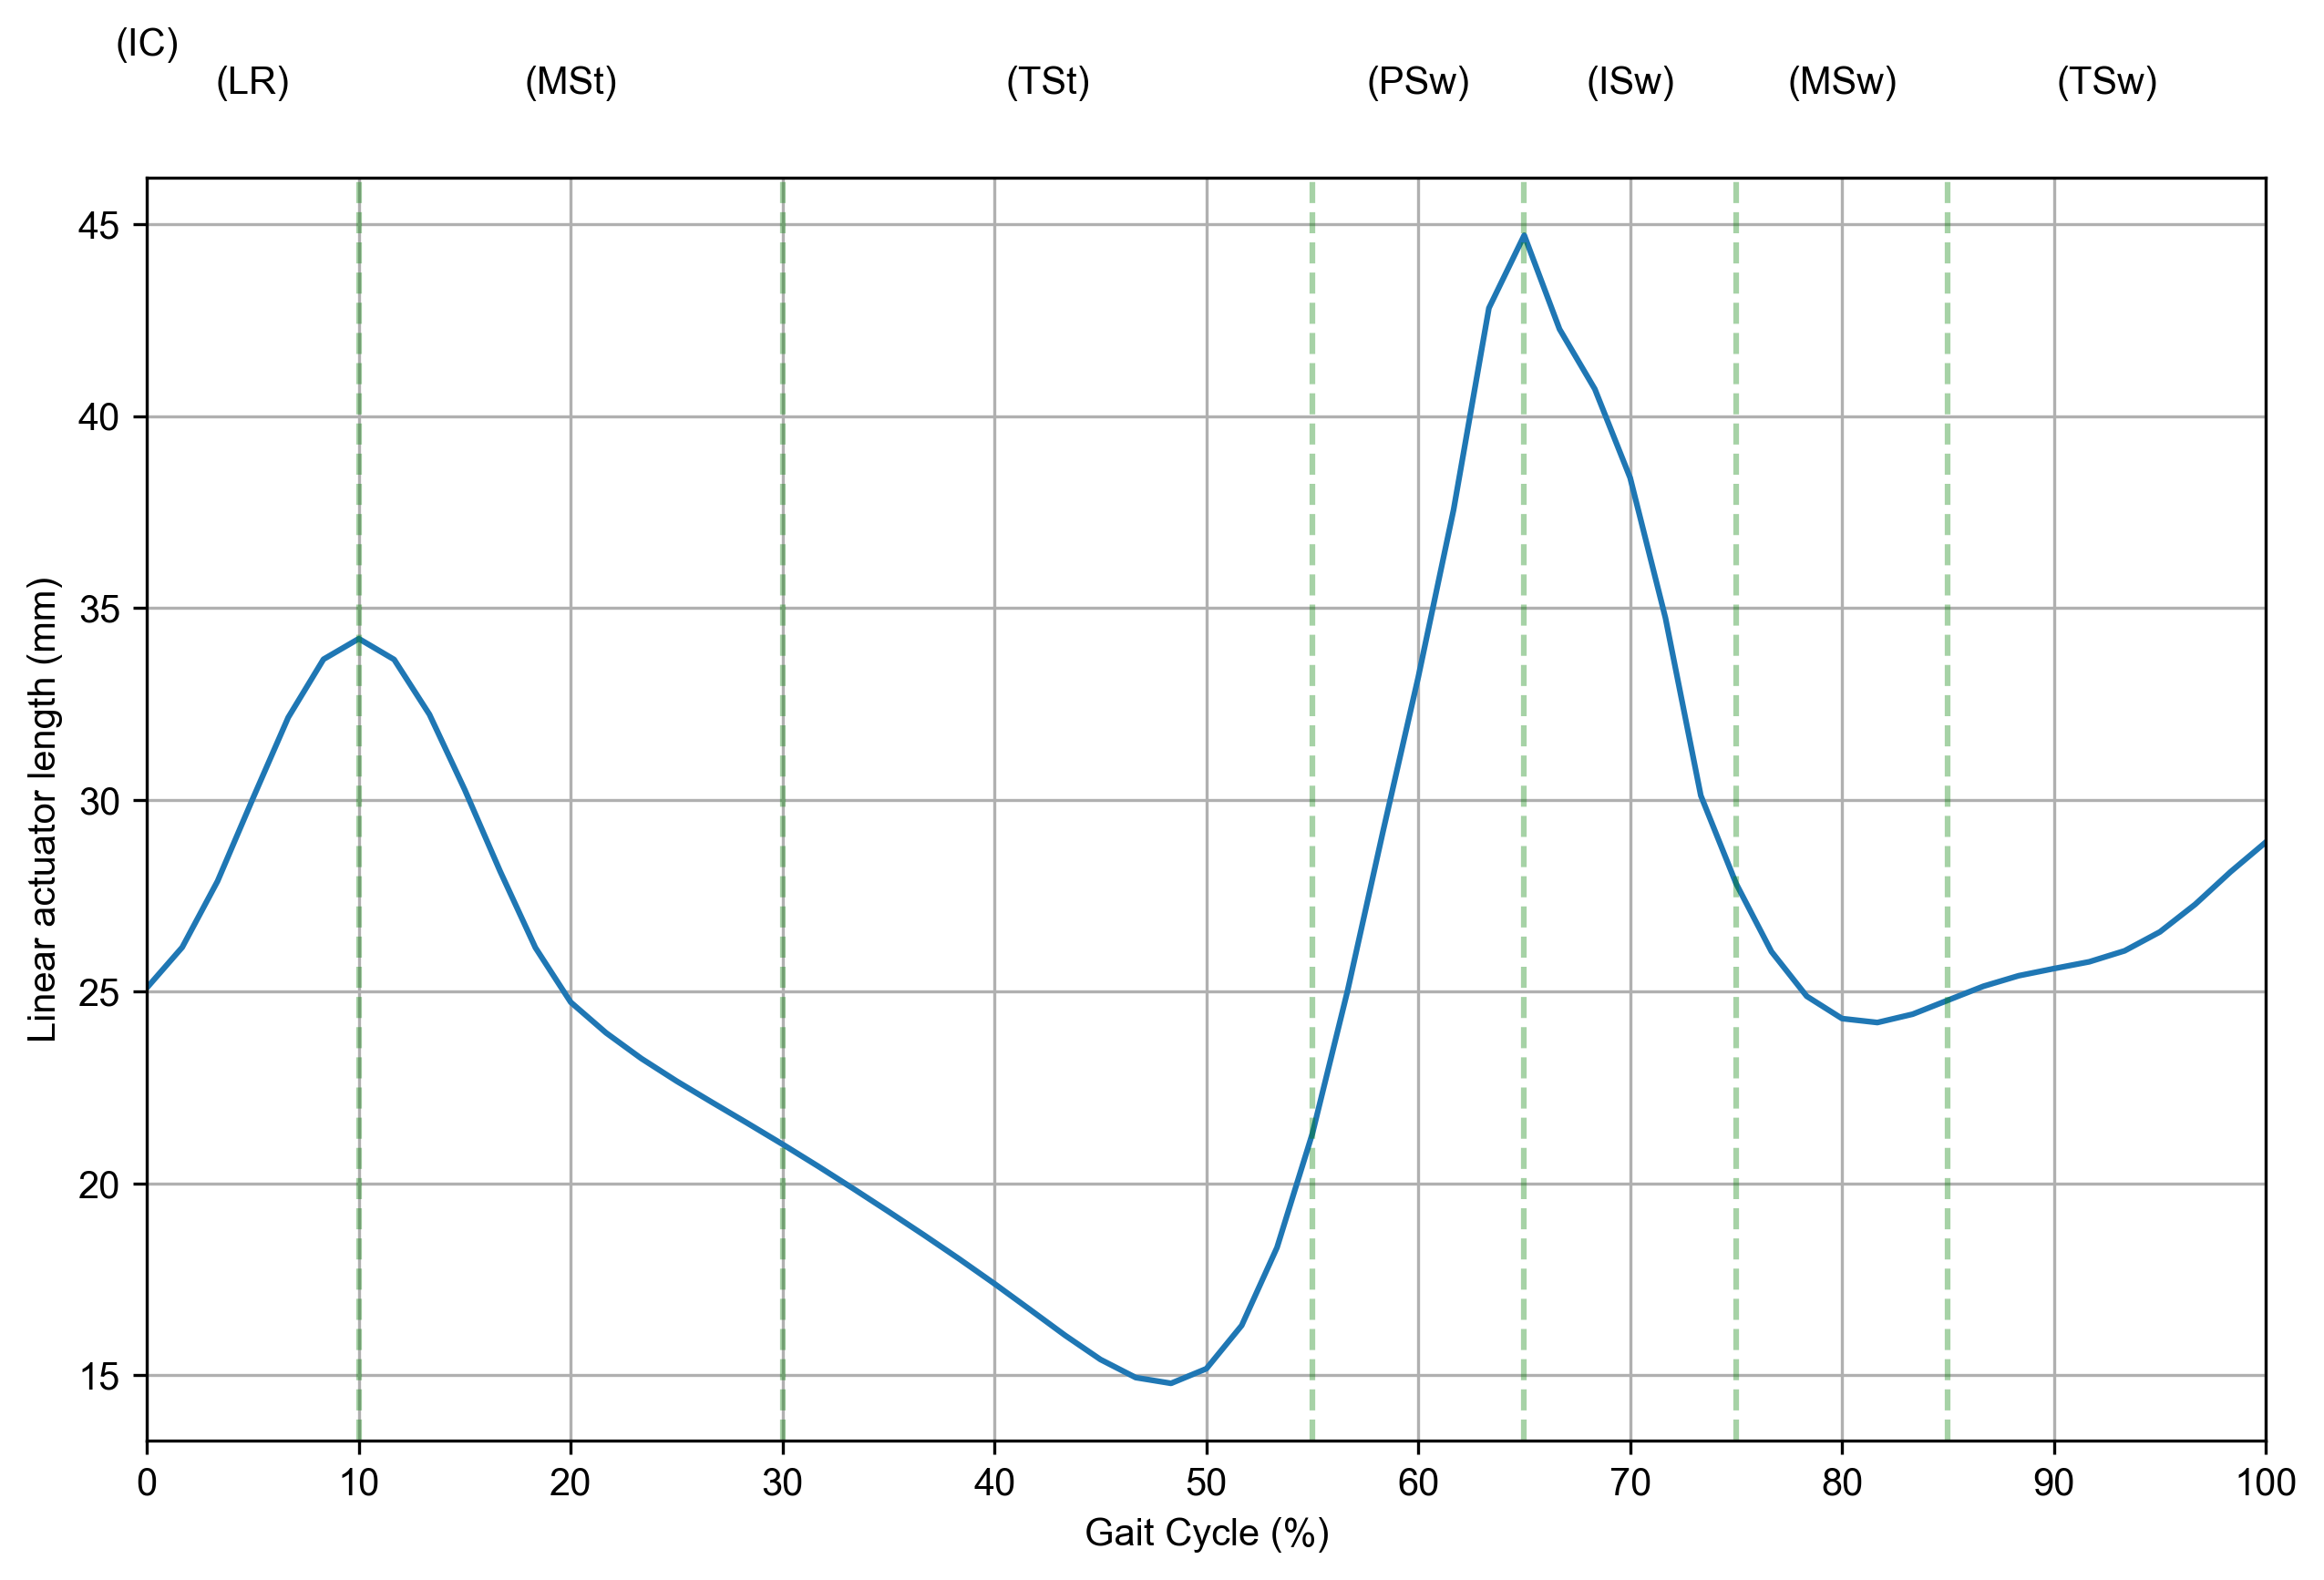 (IC)
(LR) (MSt) (TSt) (PSw) (ISw) (MSw) (TSw)
45
40
35
30
25
20
15
Linear actuator length (mm)
0 10 20 30 40 50 60 70 80 90 100
Gait Cycle (%)